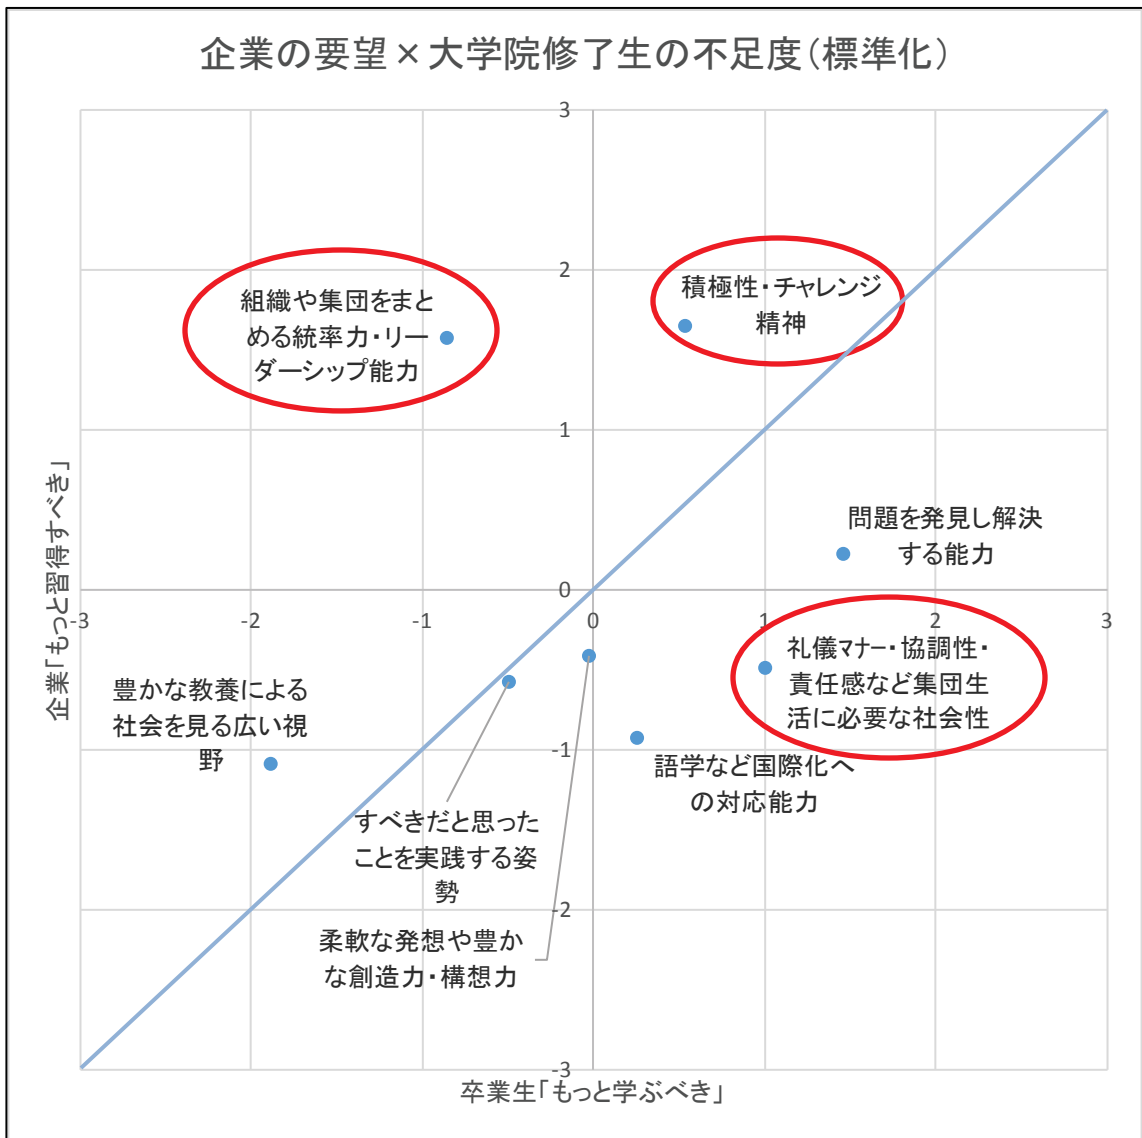 企業の要望×大学院修了生の不足度(標準化)
3
2
組織や集団をまと
める統率力・リー
ダーシップ能力
積極性・チャレンジ
精神
1
企業「もっと習得すべき」
問題を発見し解決
する能力
0
-3
-2
-1
0
1
2
3
礼儀マナー・協調性・
責任感など集団生
活に必要な社会性
豊かな教養による
社会を見る広い視
野
-1
語学など国際化へ
の対応能力
すべきだと思った
ことを実践する姿
勢
-2
柔軟な発想や豊か
な創造力・構想力
-3
卒業生「もっと学ぶべき」